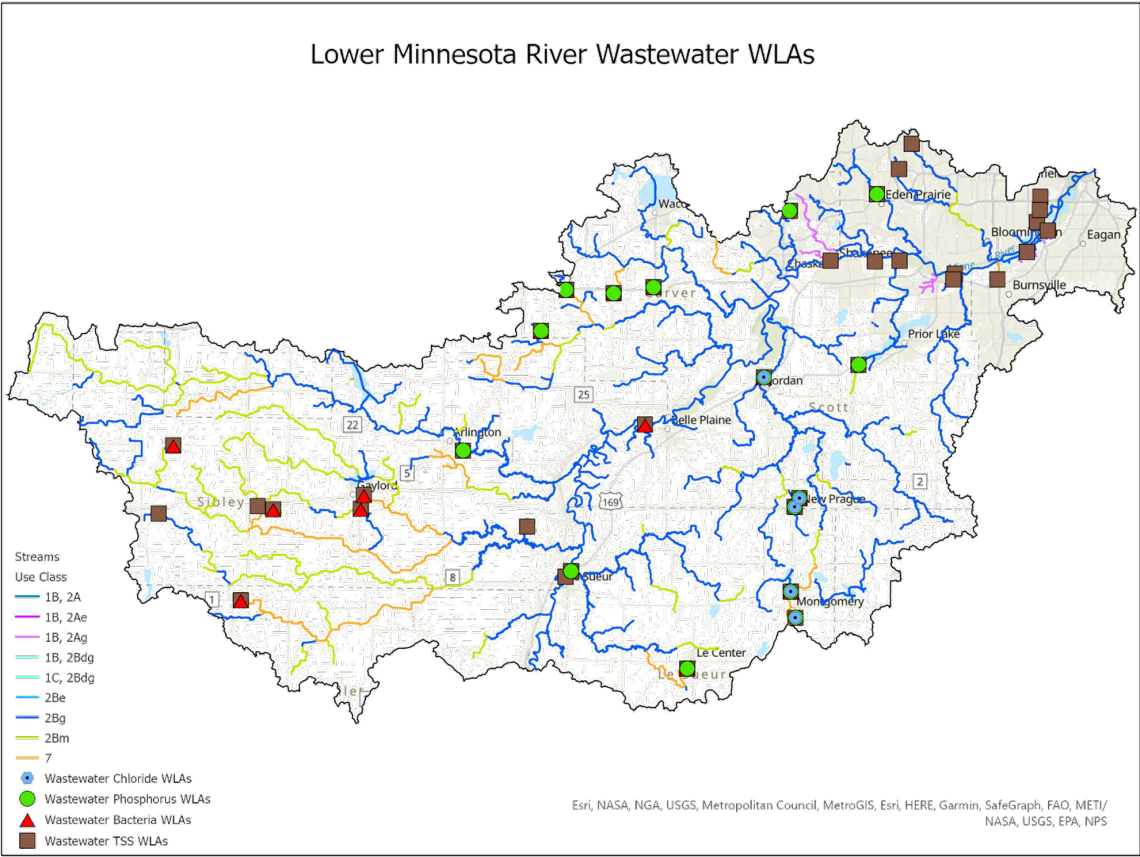 Lower Minnesota River Wastewater WLAs
Eden Prairie
Bloomin
Eagan
Shakopee
Burnsville
Prior Lake
Jordan
Scott
25
Belle Plaine
22
Arlington
5
Gaylord
Sibley
169
2
New Prague
8
Sueur
1
Montgomery
Le Center
Le Sueur
Streams
Use Class
1B, 2A
1B, 2Ae
1B, 2Ag
1B, 2Bdg
1C, 2Bdg
2Be
2Bg
2Bm
7
Wastewater Chloride WLAs
Wastewater Phosphorus WLAs
Wastewater Bacteria WLAs
Wastewater TSS WLAs
Esri, NASA, NGA, USGS, Metropolitan Council, MetroGIS, Esri, HERE, Garmin, SafeGraph, FAO, METI/
NASA, USGS, EPA, NPS